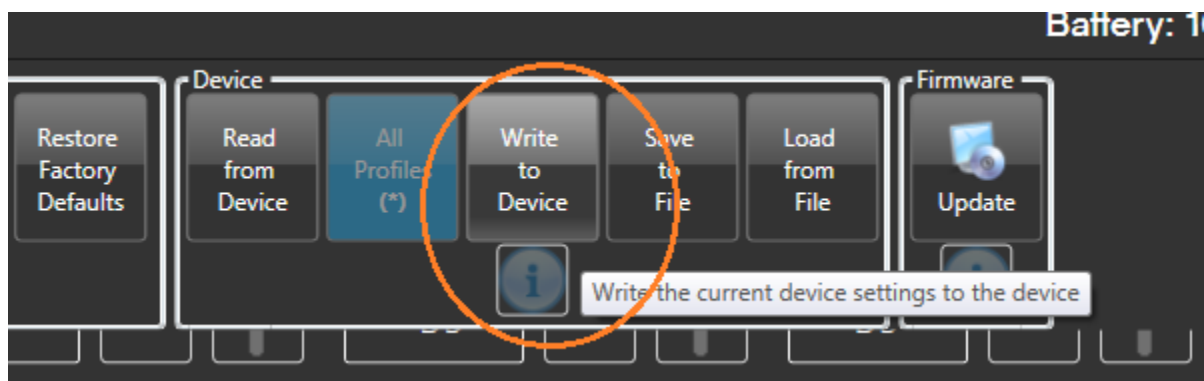 Battery: 1
Device
Firmware
Restore
Factory
Defaults
Read
from
Device
All
Profiles
(*)
Write
to
Device
Save
to
File
Load
from
File
Update
i
Write the current device settings to the device